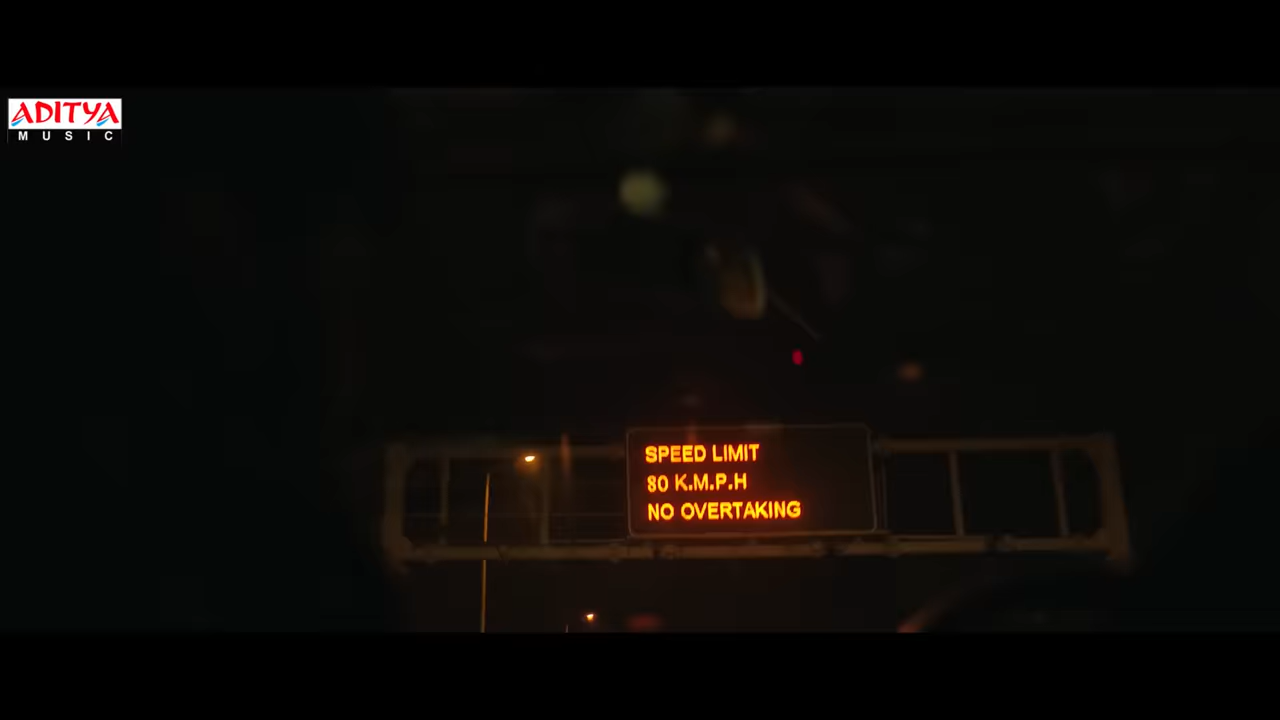 ADITYA
MUSIC
SPEED LIMIT
80 K.M.P.H
NO OVERTAKING